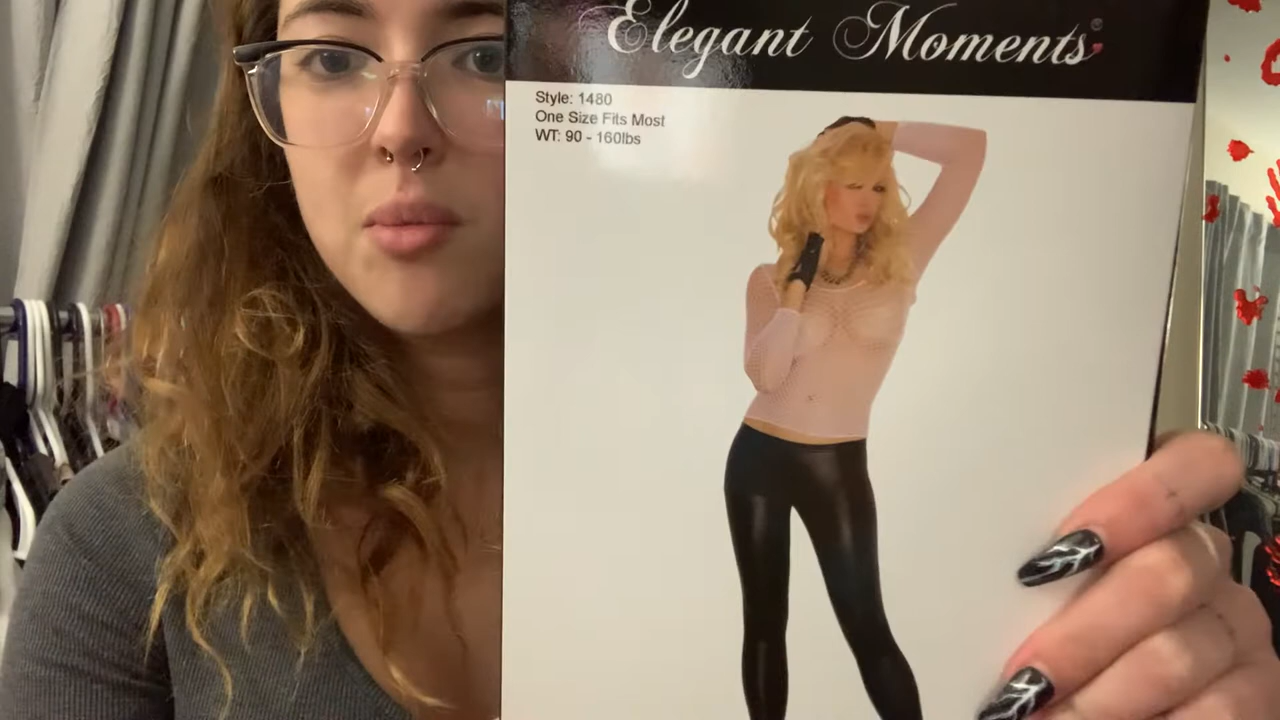 Elegant Moments®
Style: 1480
One Size Fits Most
WT: 90 - 160lbs